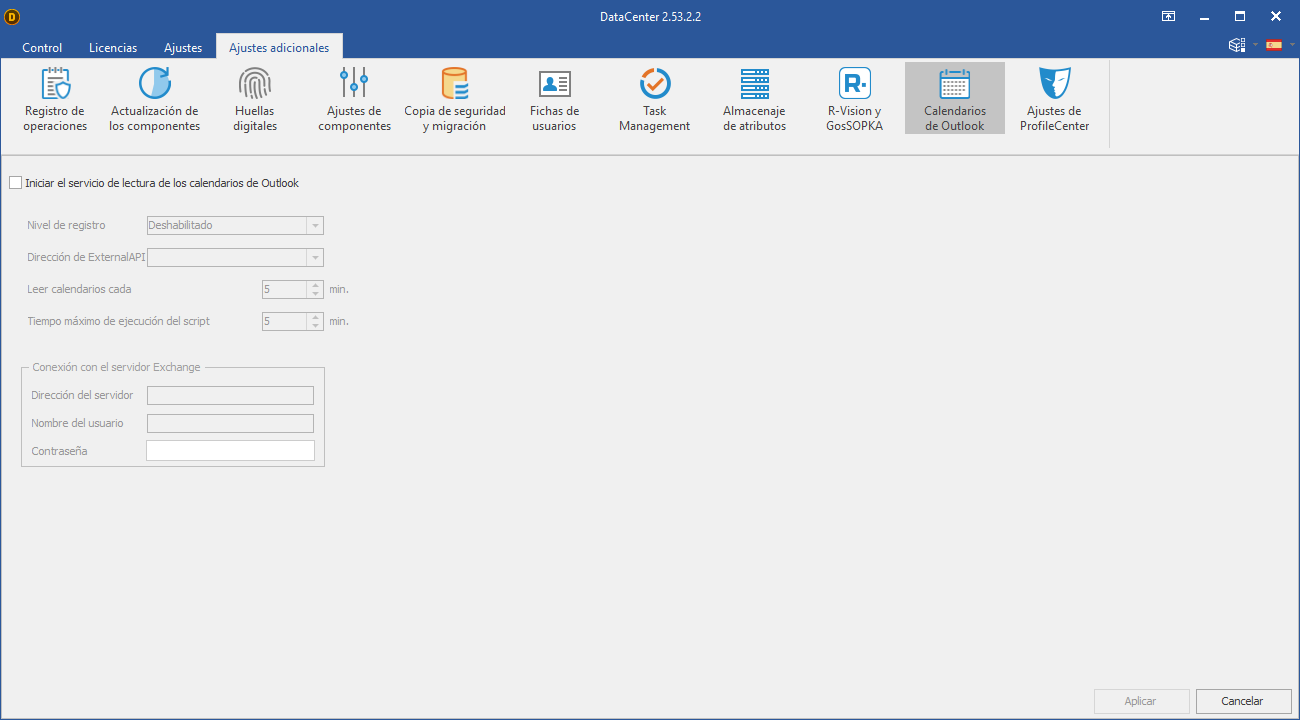 D
DataCenter 2.53.2.2
Control Licencias Ajustes Ajustes adicionales
Registro de
operaciones
Actualización de
los componentes
Huellas
digitales
Ajustes de
componentes
Copia de seguridad
y migración
Fichas de
usuarios
Task
Management
Almacenaje
de atributos
R
R-Vision y
GosSOPKA
Calendarios
de Outlook
Ajustes de
ProfileCenter
Iniciar el servicio de lectura de los calendarios de Outlook
Nivel de registro Deshabilitado
Dirección de ExternalAPI
Leer calendarios cada 5 min.
Tiempo máximo de ejecución del script 5 min.
Conexión con el servidor Exchange
Dirección del servidor
Nombre del usuario
Contraseña
Aplicar Cancelar